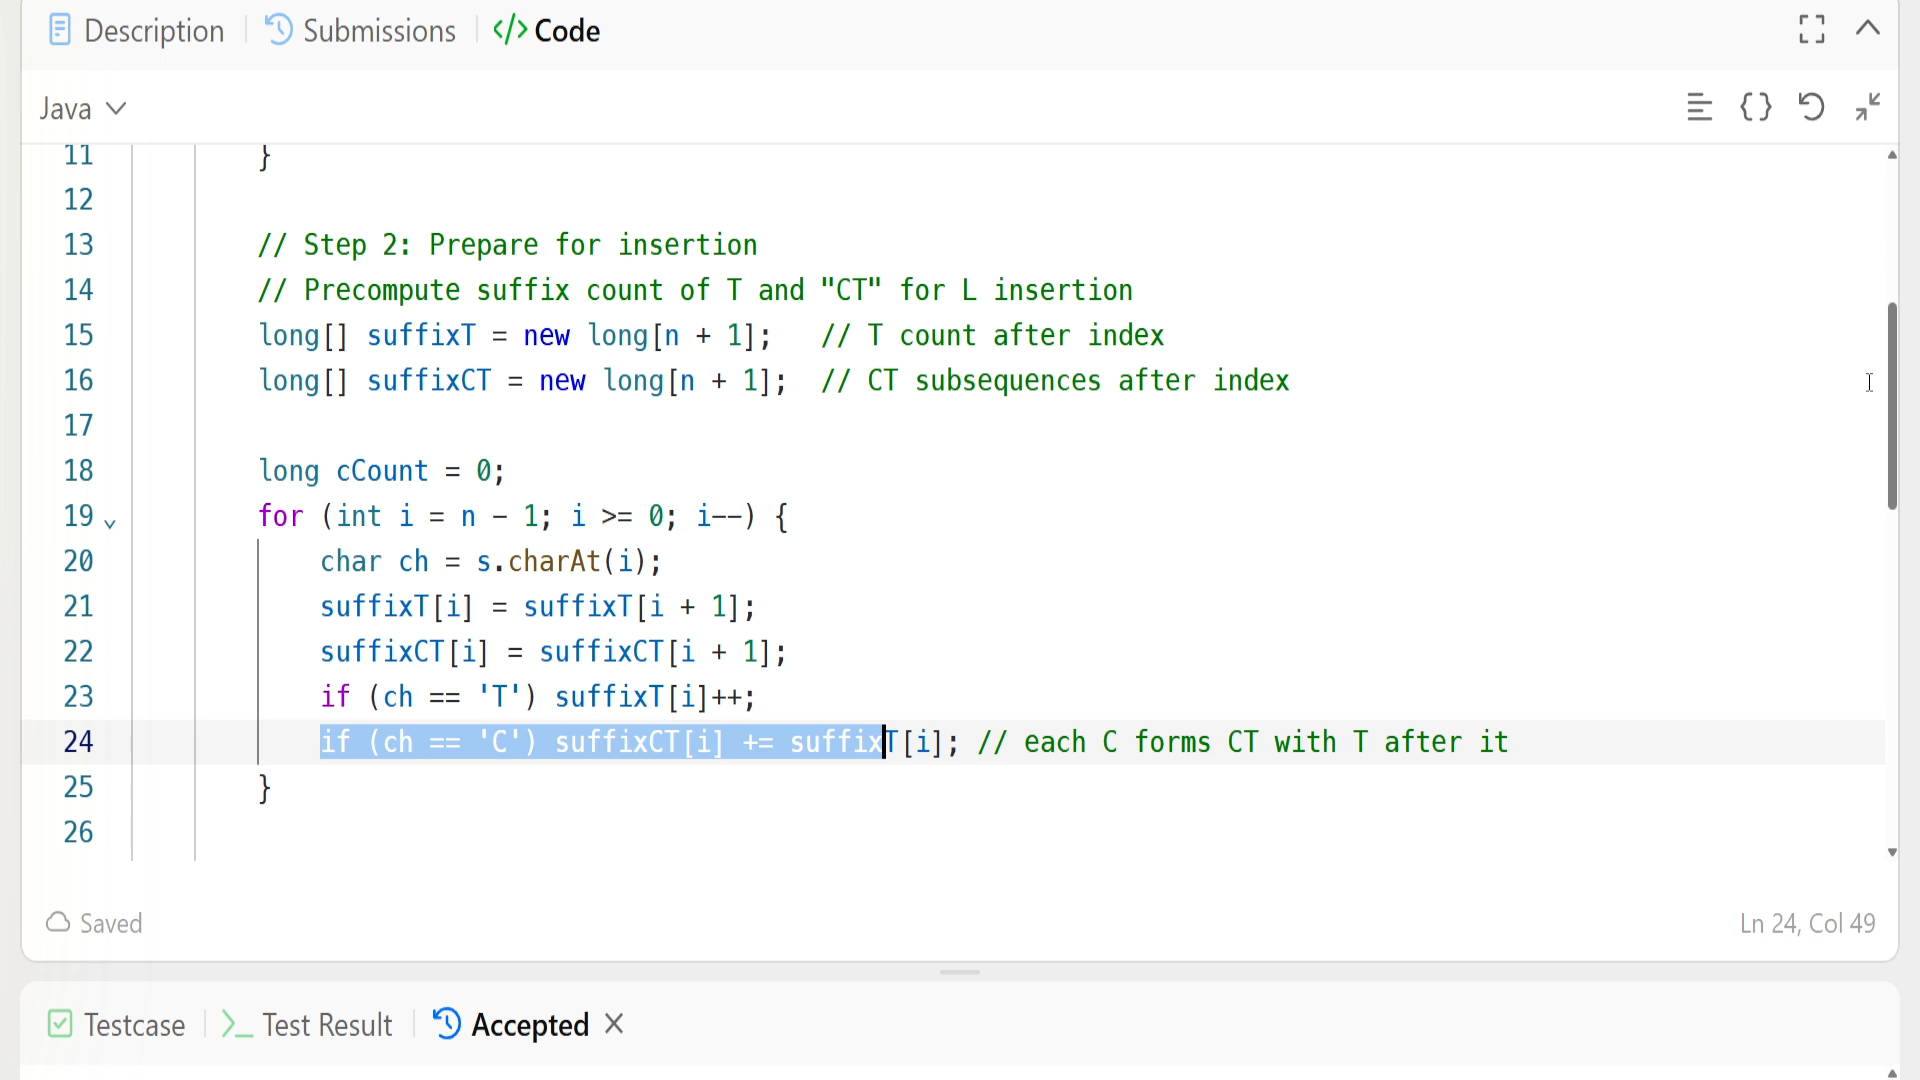 Description Submissions </> Code
Java
11 }
12
13 // Step 2: Prepare for insertion
14 // Precompute suffix count of T and "CT" for L insertion
15 long[] suffixT = new long[n + 1]; // T count after index
16 long[] suffixCT = new long[n + 1]; // CT subsequences after index
17
18 long cCount = 0;
19 for (int i = n - 1; i >= 0; i--) {
20 char ch = s.charAt(i);
21 suffixT[i] = suffixT[i + 1];
22 suffixCT[i] = suffixCT[i + 1];
23 if (ch == 'T') suffixT[i]++;
24 if (ch == 'C') suffixCT[i] += suffixT[i]; // each C forms CT with T after it
25 }
26
Saved Ln 24, Col 49
Testcase Test Result Accepted